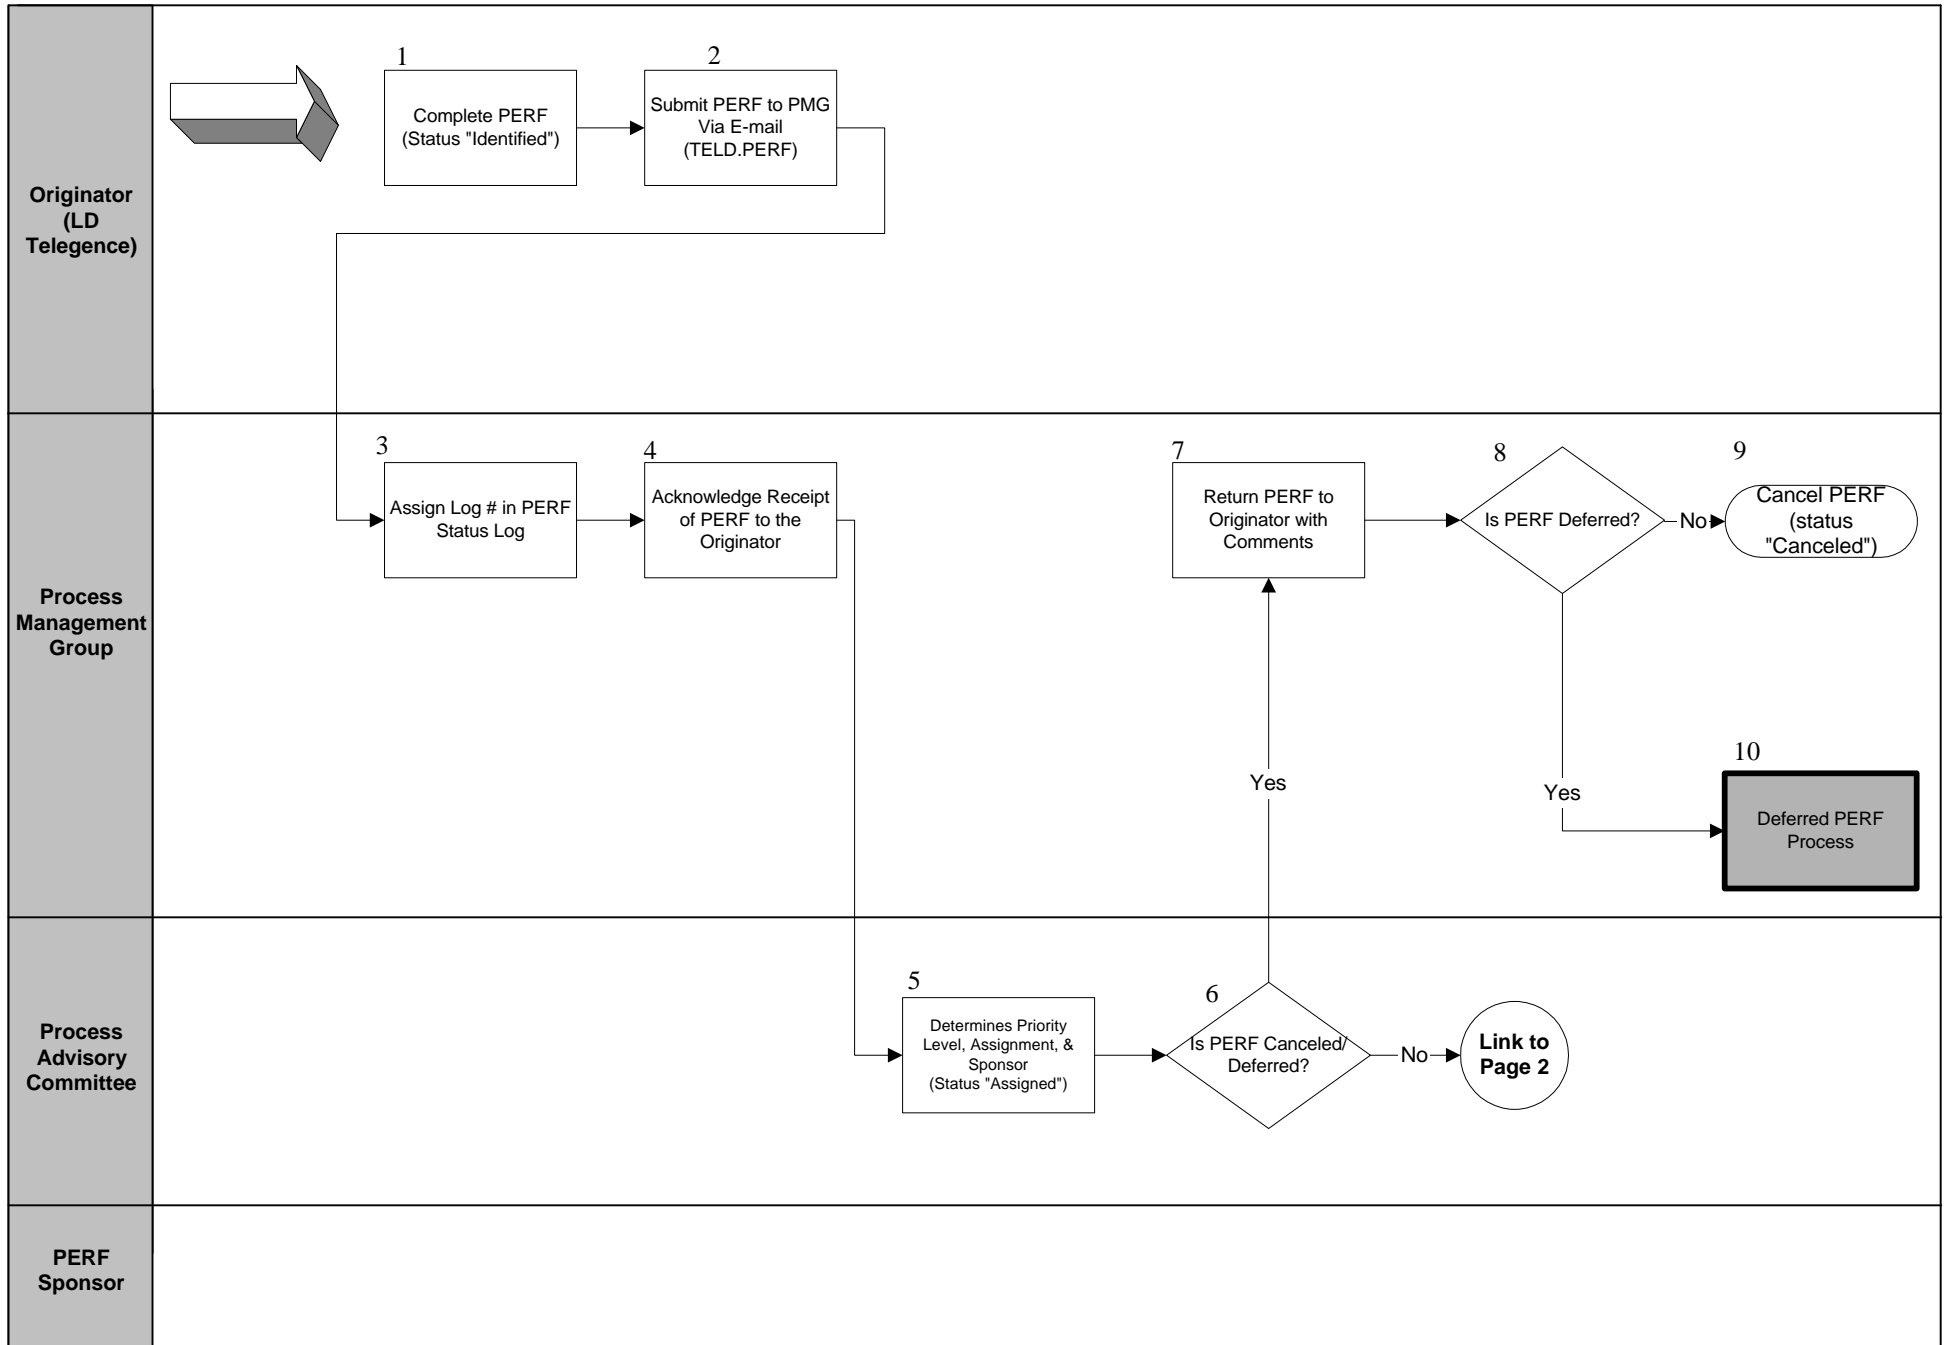 Originator
(LD
Telegence)
1
Complete PERF
(Status "Identified")
2
Submit PERF to PMG
Via E-mail
(TELD.PERF)
Process
Management
Group
3
Assign Log # in PERF
Status Log
4
Acknowledge Receipt
of PERF to the
Originator
7
Return PERF to
Originator with
Comments
8
Is PERF Deferred?
No
9
Cancel PERF
(status
"Canceled")
Yes
Yes
10
Deferred PERF
Process
Process
Advisory
Committee
5
Determines Priority
Level, Assignment, &
Sponsor
(Status "Assigned")
6
Is PERF Canceled/
Deferred?
No
Link to
Page 2
PERF
Sponsor